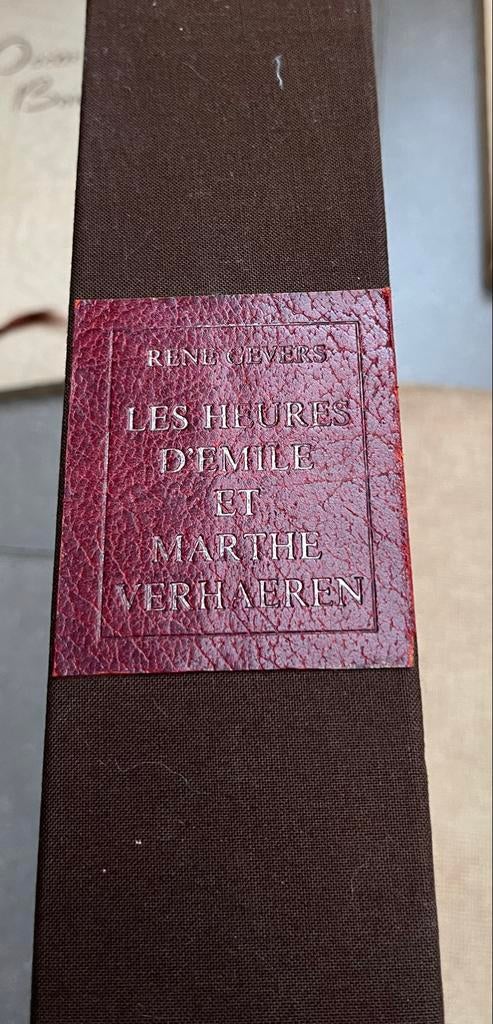 RENE GEVERS
LES HEURES
D'EMILE
ET
MARTHE
VERHAEREN